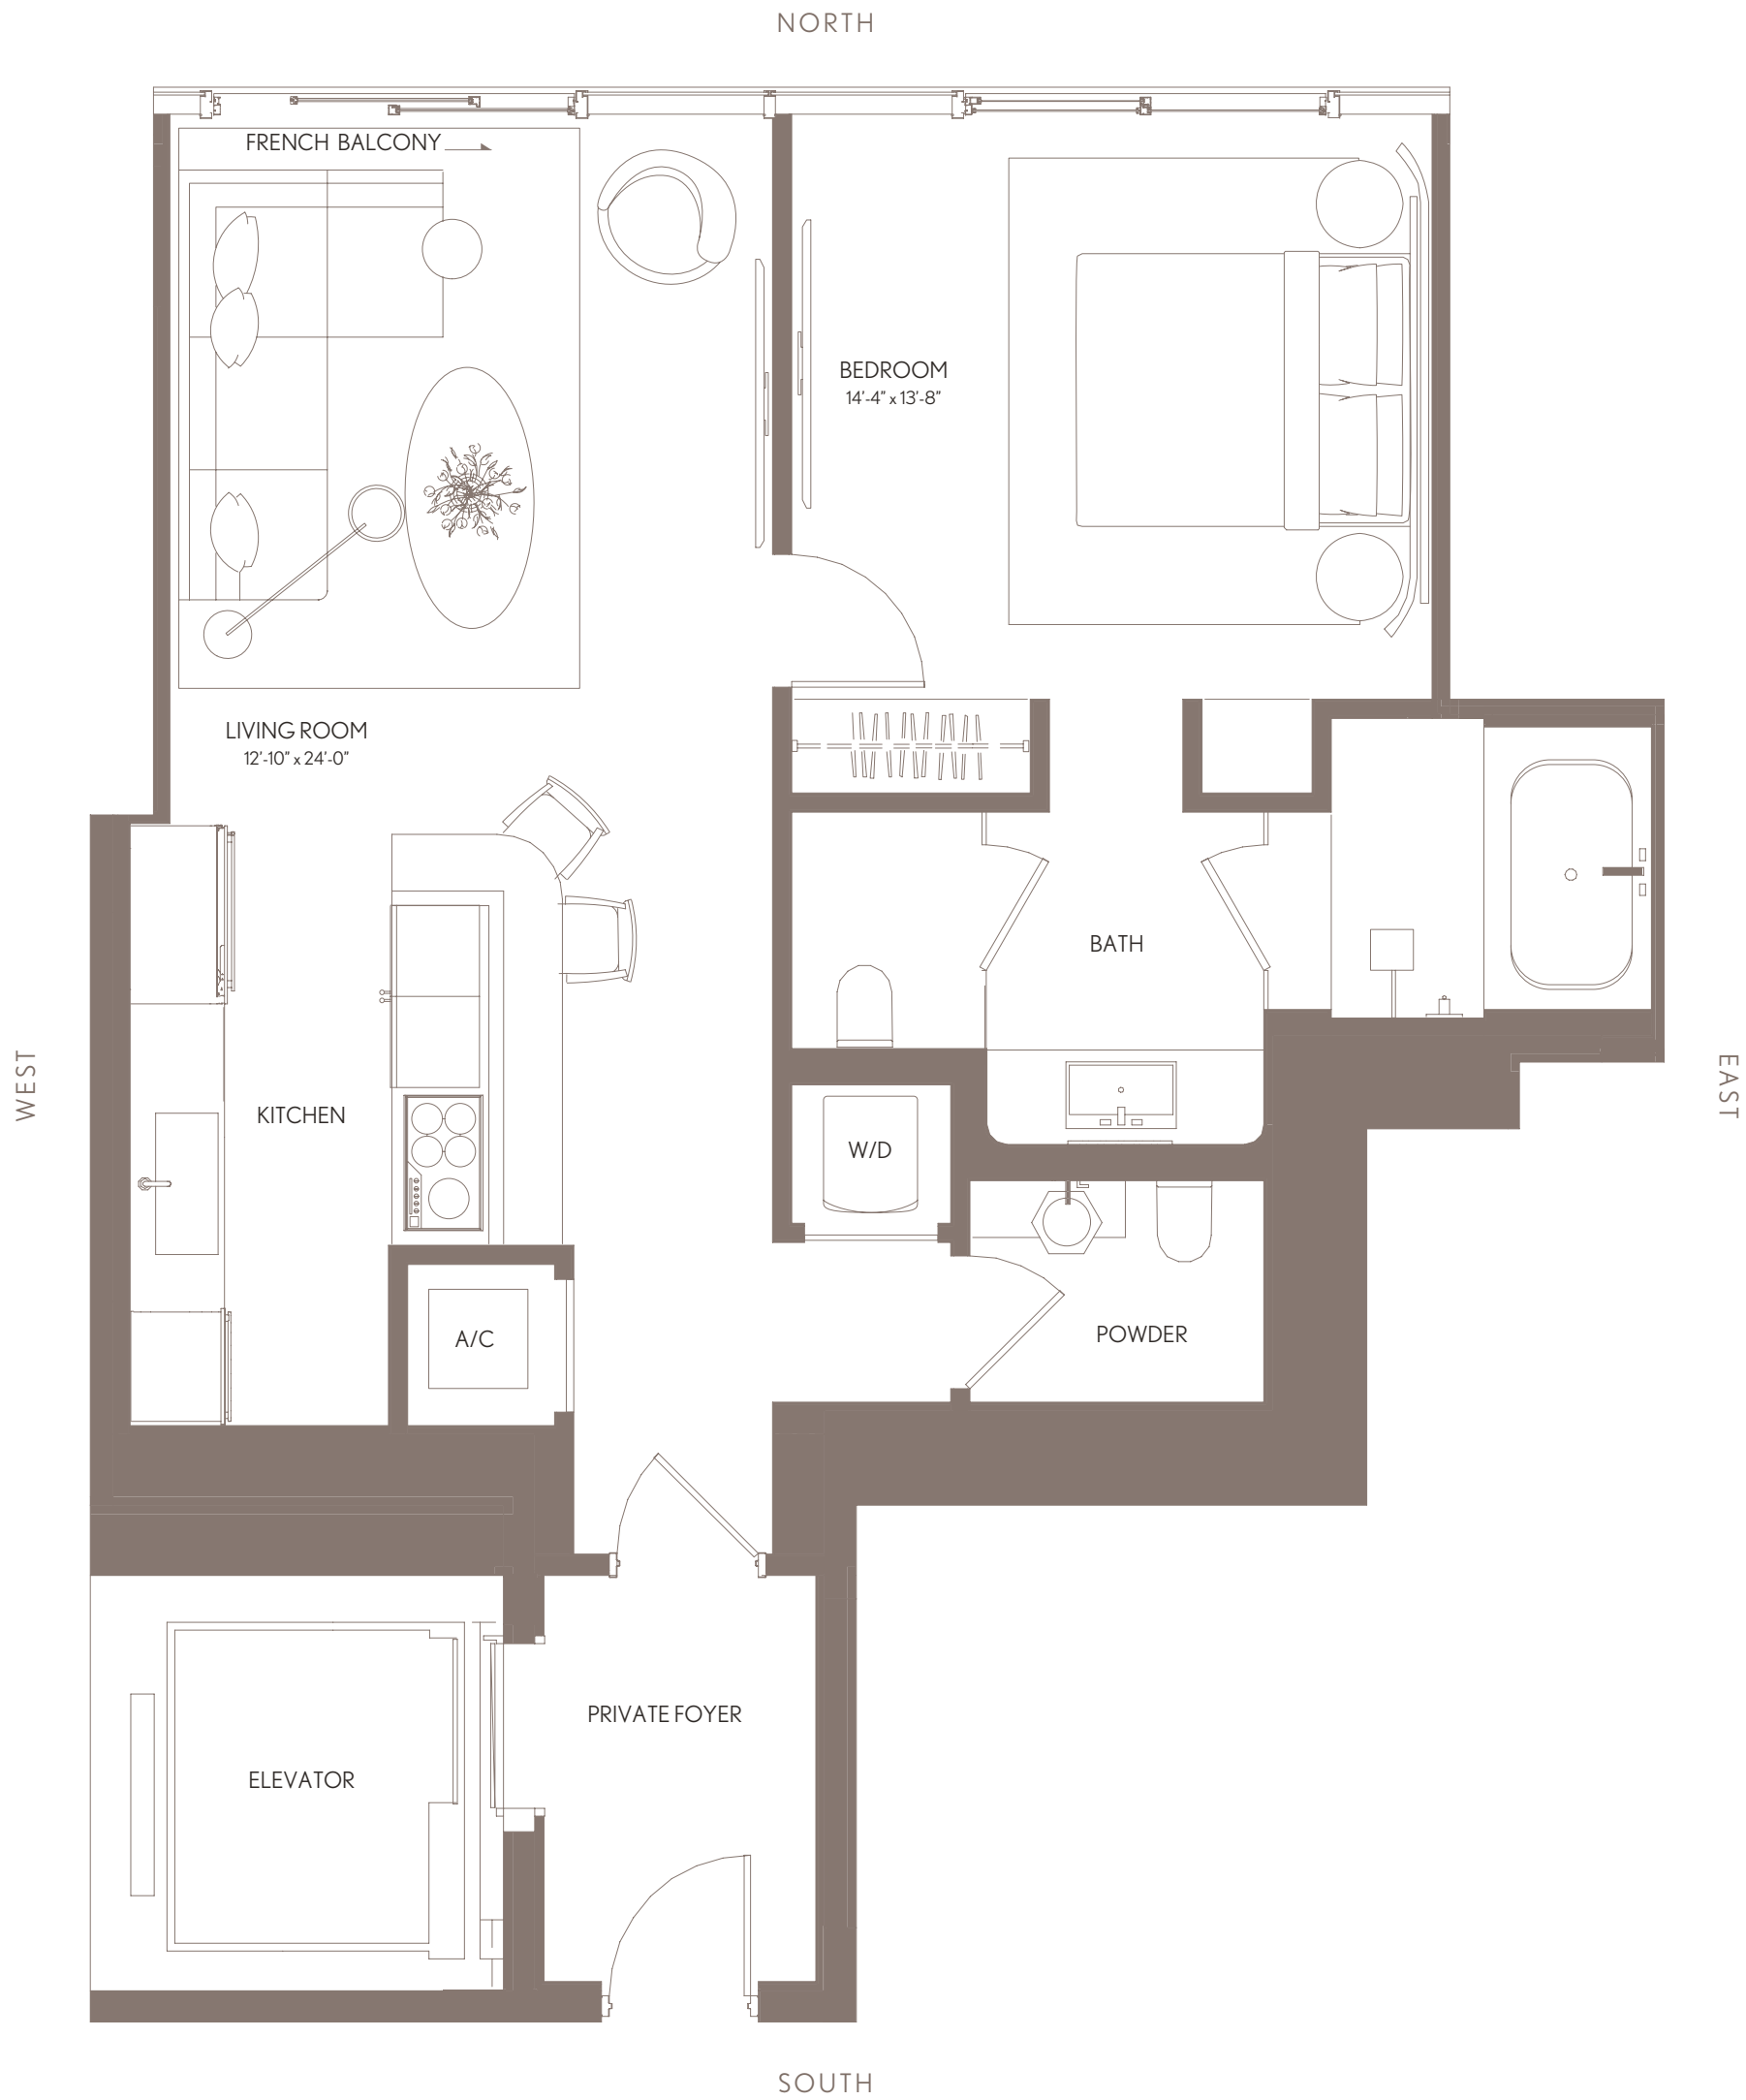 NORTH
FRENCH BALCONY
BEDROOM
14'-4" x 13'-8"
LIVING ROOM
12'-10" x 24'-0"
BATH
WEST
EAST
KITCHEN
W/D
A/C
POWDER
PRIVATE FOYER
ELEVATOR
SOUTH